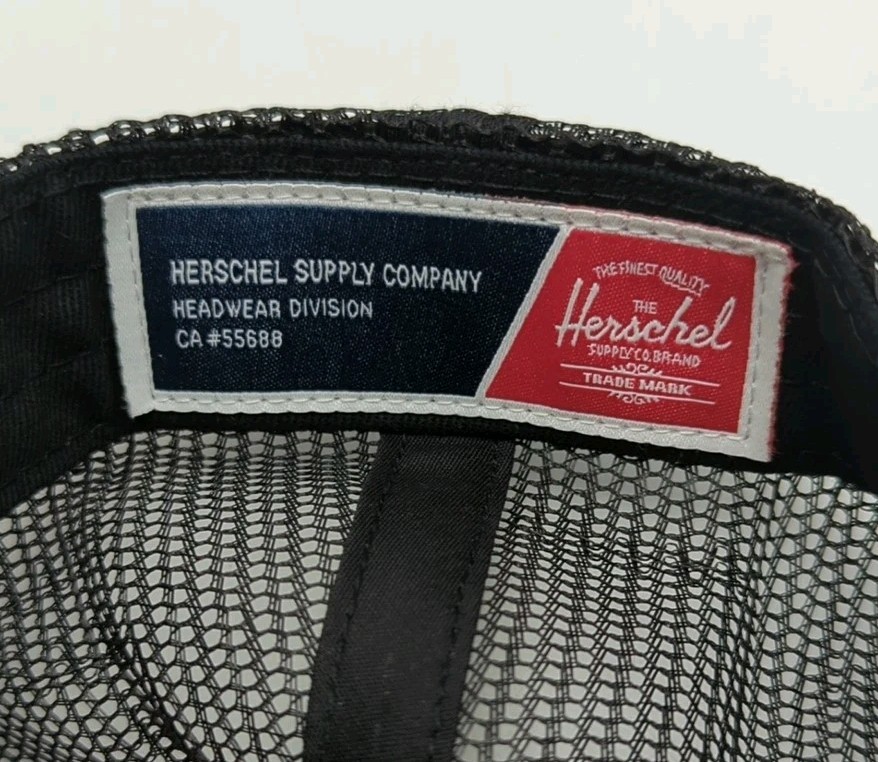 HERSCHEL SUPPLY COMPANY
HEADWEAR DIVISION
CA #55688
THE FINEST QUALITY
THE
Herschel
SUPPLY CO. BRAND
TRADE MARK